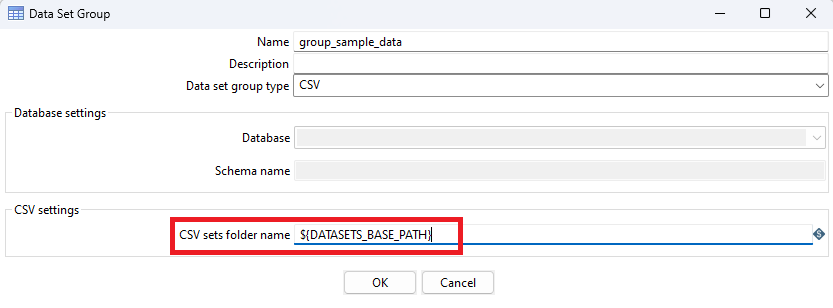 Data Set Group
Name group_sample_data
Description
Data set group type CSV
Database settings
Database
Schema name
CSV settings
CSV sets folder name ${DATASETS_BASE_PATH}
S
OK Cancel